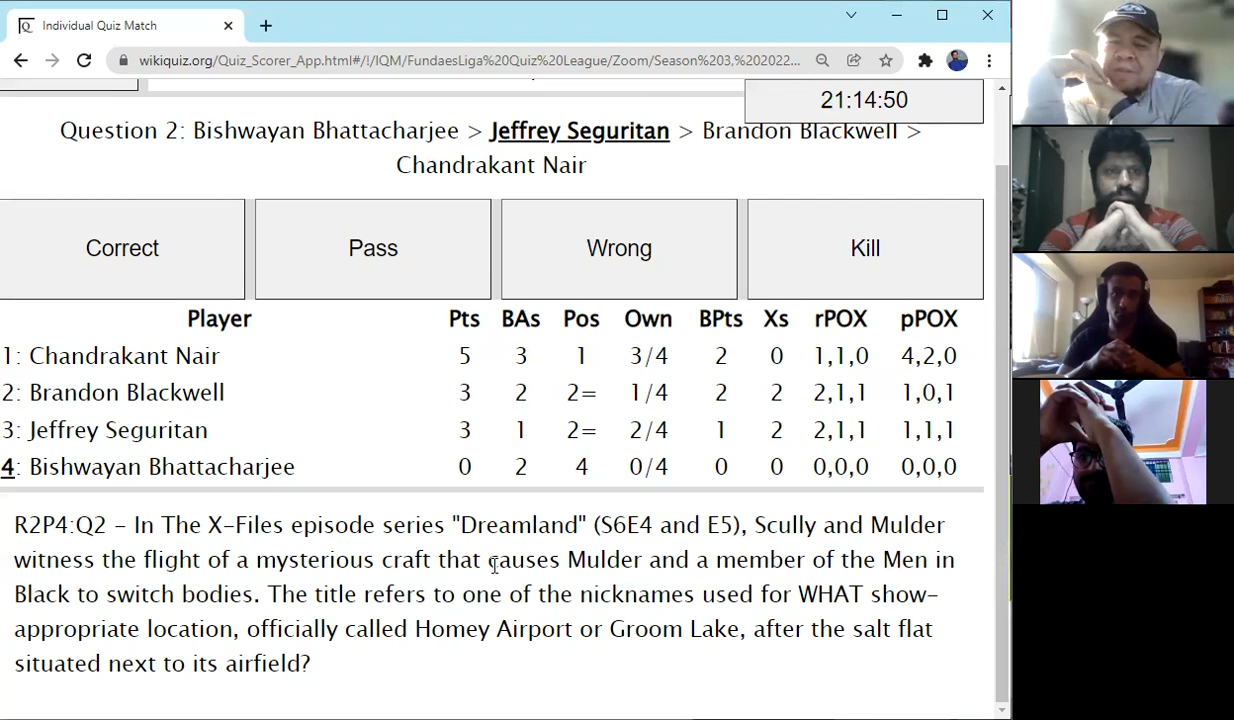 Individual Quiz Match
wikiquiz.org/Quiz_Scorer_App.html#/!/IQM/FundaesLiga%20Quiz%20League/Zoom/Season%203,%202022...
21:14:50
Question 2: Bishwayan Bhattacharjee > Jeffrey Seguritan > Brandon Blackwell >
Chandrakant Nair
Correct Pass Wrong Kill
Player Pts BAs Pos Own BPts Xs rPOX pPOX
1: Chandrakant Nair 5 3 1 3/4 2 0 1,1,0 4,2,0
2: Brandon Blackwell 3 2 2= 1/4 2 2 2,1,1 1,0,1
3: Jeffrey Seguritan 3 1 2= 2/4 1 2 2,1,1 1,1,1
4: Bishwayan Bhattacharjee 0 2 4 0/4 0 0 0,0,0 0,0,0
R2P4:Q2 - In The X-Files episode series "Dreamland" (S6E4 and E5), Scully and Mulder
witness the flight of a mysterious craft that causes Mulder and a member of the Men in
Black to switch bodies. The title refers to one of the nicknames used for WHAT show-
appropriate location, officially called Homey Airport or Groom Lake, after the salt flat
situated next to its airfield?